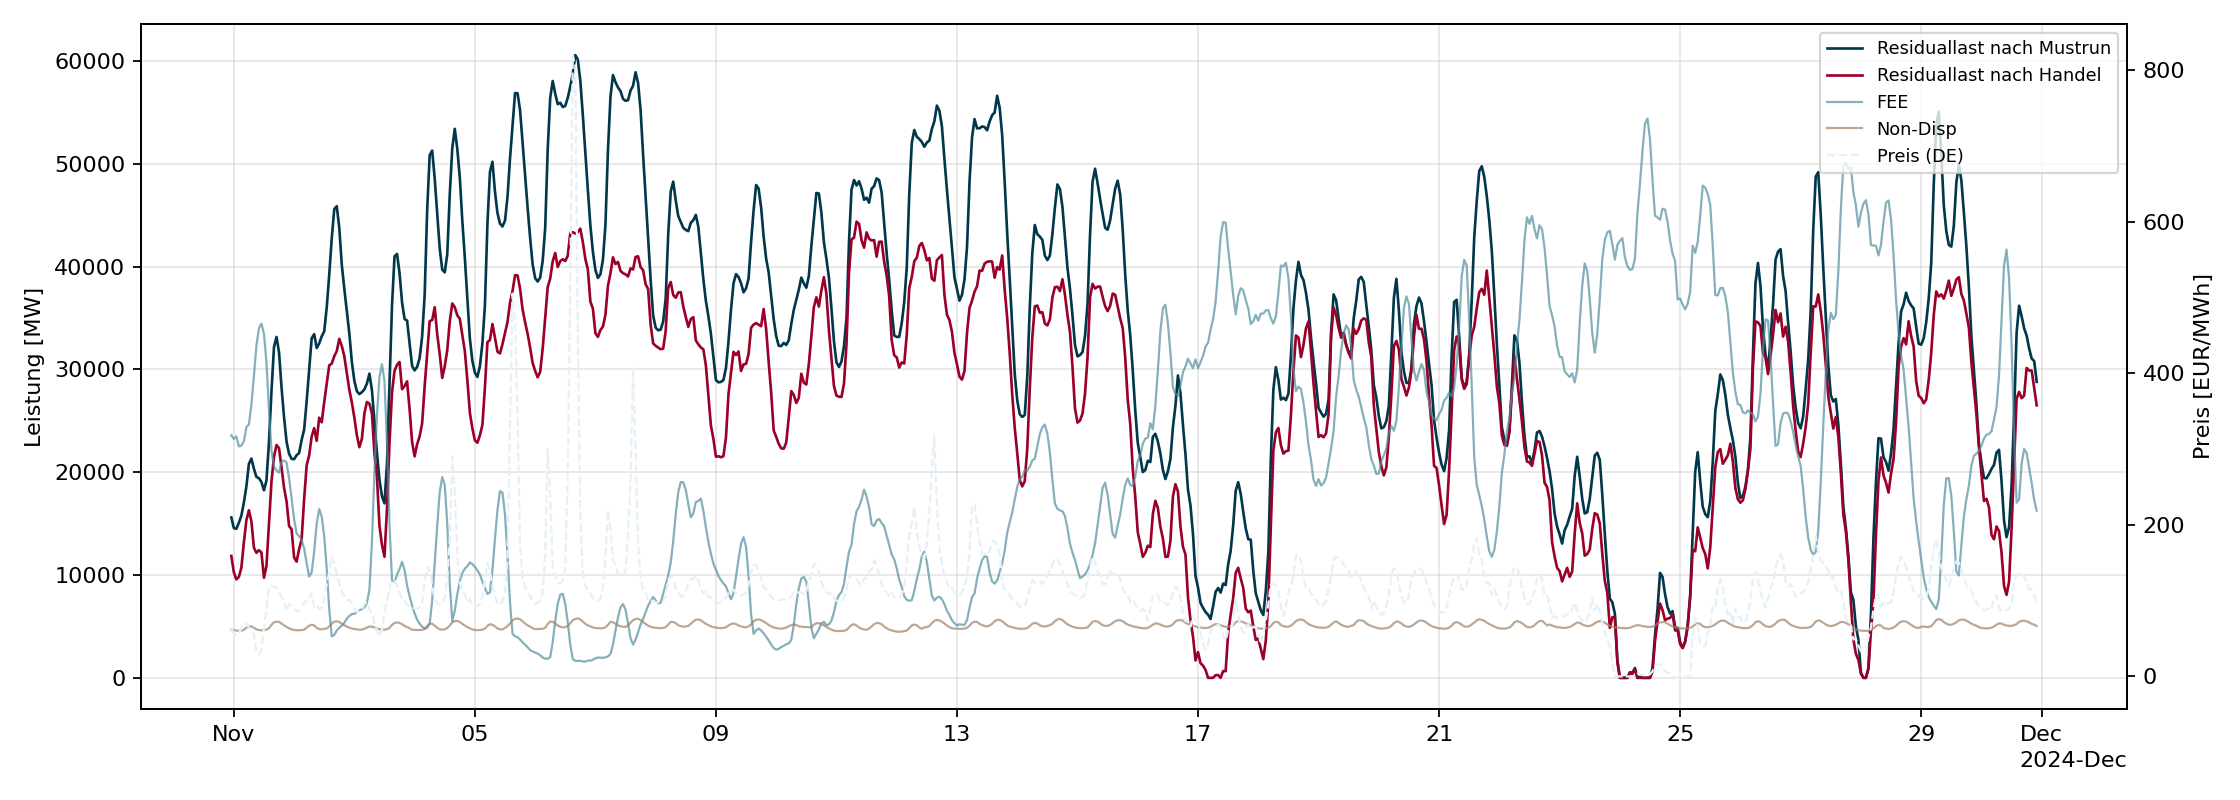 60000
50000
40000
30000
20000
10000
0
Leistung [MW]
800
600
400
200
0
Preis [EUR/MWh]
Residuallast nach Mustrun
Residuallast nach Handel
FEE
Non-Disp
Preis (DE)
Nov
05
09
13
17
21
25
29
Dec
2024-Dec